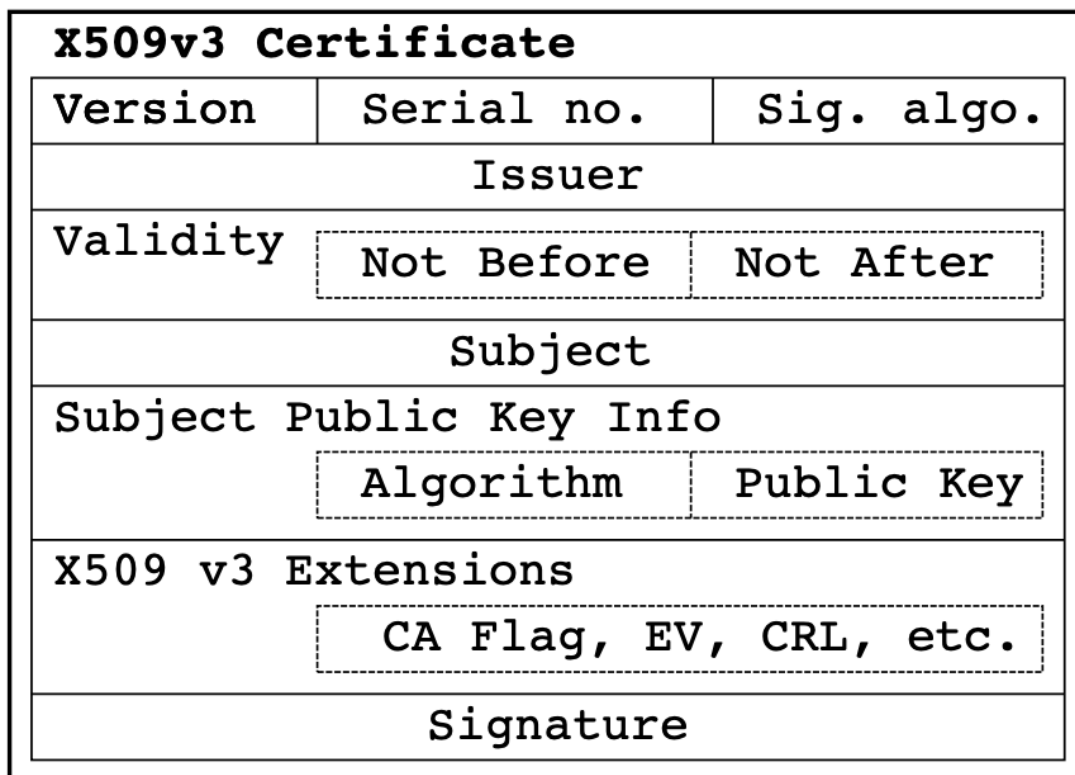 X509v3 Certificate
Version Serial no. Sig. algo.
Issuer
Validity
Not Before Not After
Subject
Subject Public Key Info
Algorithm Public Key
X509 v3 Extensions
CA Flag, EV, CRL, etc.
Signature